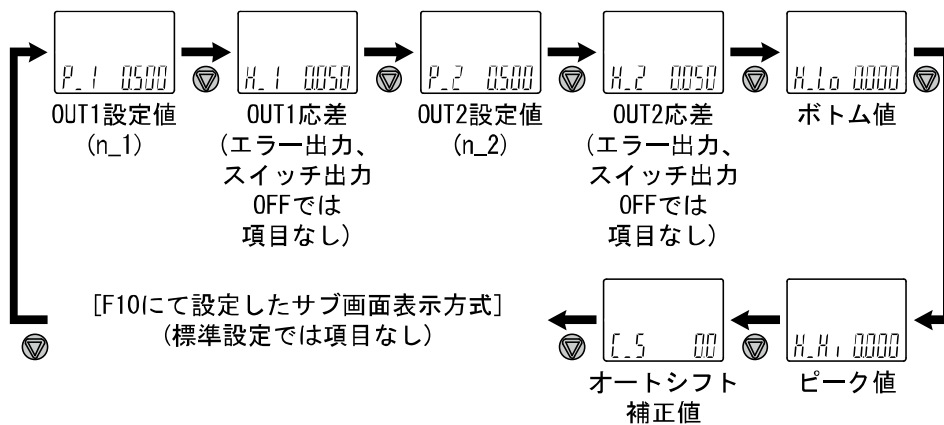 P_1 0.500
H_1 0.050
P_2 0.500
H_2 0.050
H_Lo 0.000
OUT1設定値
(n_1)
OUT1応差
(エラー出力、
スイッチ出力
OFFでは
項目なし)
OUT2設定値
(n_2)
OUT2応差
(エラー出力、
スイッチ出力
OFFでは
項目なし)
ボトム値
H_Hi 0.000
ピーク値
C_S 0.0
オートシフト
補正値
[F10にて設定したサブ画面表示方式]
(標準設定では項目なし)